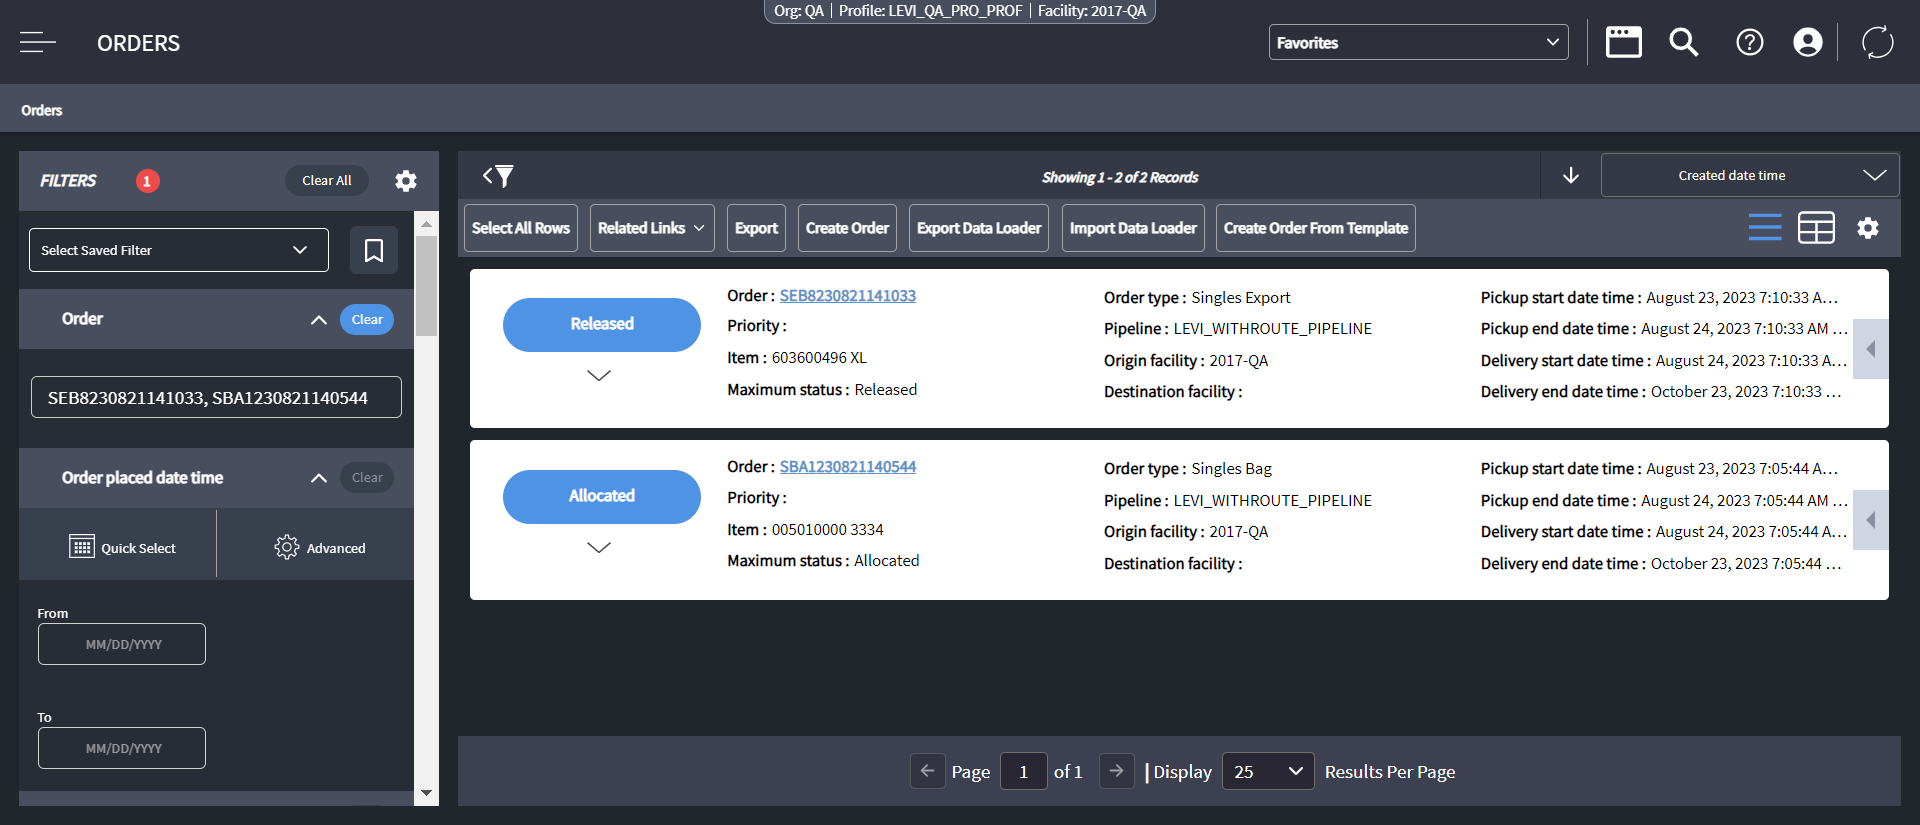 Org: QA | Profile: LEVI_QA_PRO_PROF | Facility: 2017-QA
ORDERS
Favorites
Orders
FILTERS 1 Clear All
Select Saved Filter
Order Clear
SEB8230821141033, SBA1230821140544
Order placed date time Clear
Quick Select Advanced
From
MM/DD/YYYY
To
MM/DD/YYYY
Showing 1 - 2 of 2 Records
Created date time
Select All Rows Related Links Export Create Order Export Data Loader Import Data Loader Create Order From Template
Released
Order : SEB8230821141033
Priority :
Item : 603600496 XL
Maximum status : Released
Order type : Singles Export
Pipeline : LEVI_WITHROUTE_PIPELINE
Origin facility : 2017-QA
Destination facility :
Pickup start date time : August 23, 2023 7:10:33 A...
Pickup end date time : August 24, 2023 7:10:33 AM ...
Delivery start date time : August 24, 2023 7:10:33 A...
Delivery end date time : October 23, 2023 7:10:33 ...
Allocated
Order : SBA1230821140544
Priority :
Item : 005010000 3334
Maximum status : Allocated
Order type : Singles Bag
Pipeline : LEVI_WITHROUTE_PIPELINE
Origin facility : 2017-QA
Destination facility :
Pickup start date time : August 23, 2023 7:05:44 A...
Pickup end date time : August 24, 2023 7:05:44 AM ...
Delivery start date time : August 24, 2023 7:05:44 A...
Delivery end date time : October 23, 2023 7:05:44 ...
Page 1 of 1 | Display 25 Results Per Page